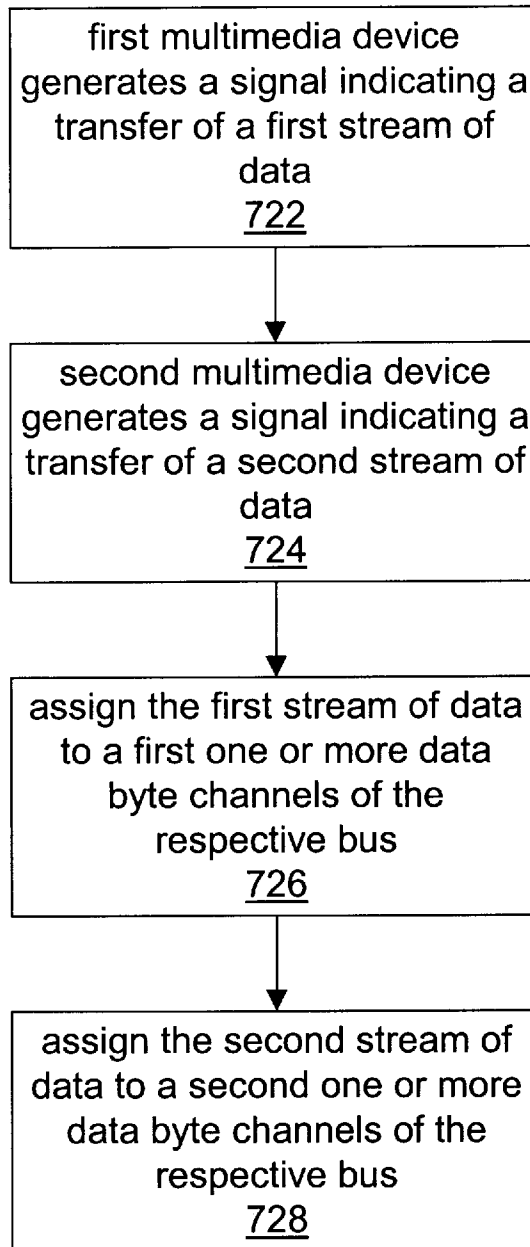 first multimedia device
generates a signal indicating a
transfer of a first stream of
data
722
second multimedia device
generates a signal indicating a
transfer of a second stream of
data
724
assign the first stream of data
to a first one or more data
byte channels of the
respective bus
726
assign the second stream of
data to a second one or more
data byte channels of the
respective bus
728